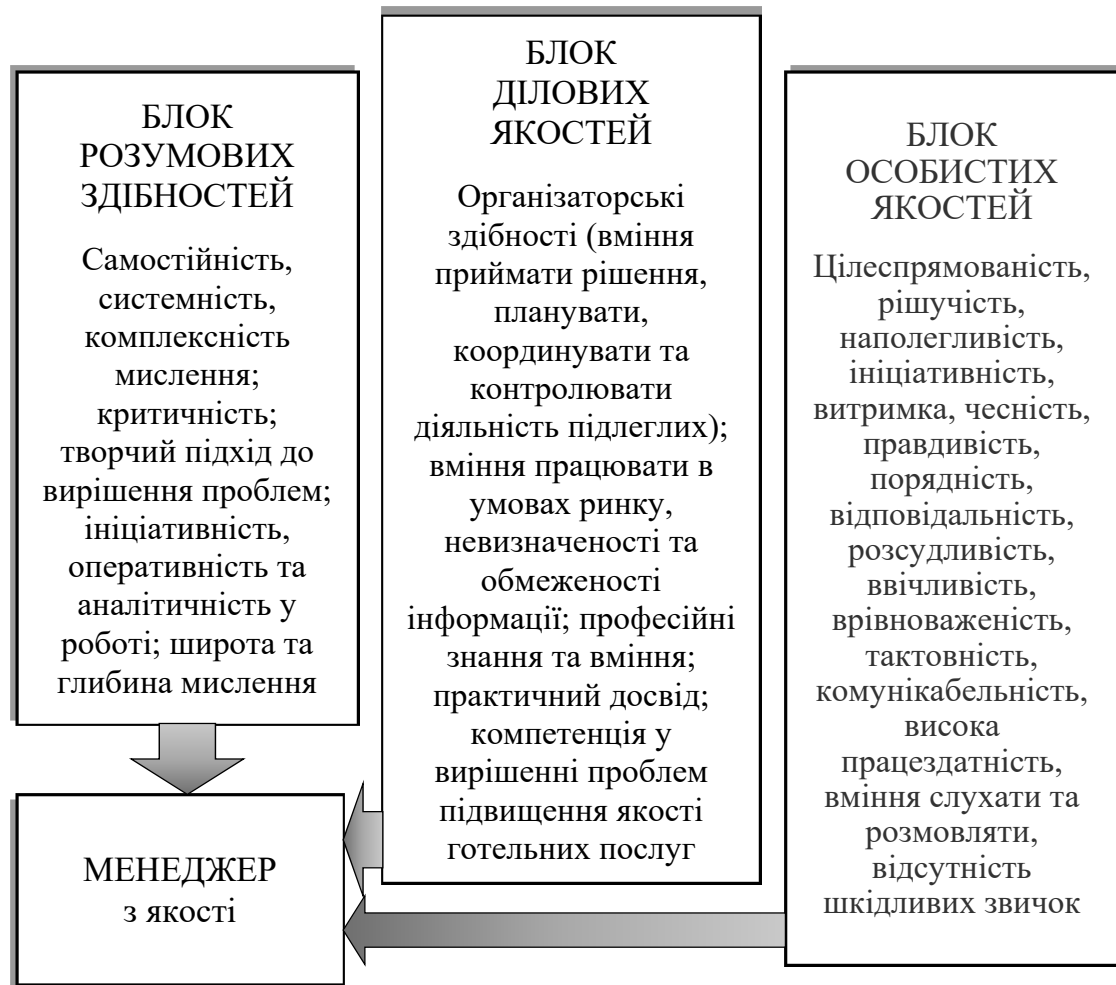 БЛОК
РОЗУМОВИХ
ЗДІБНОСТЕЙ
Самостійність,
системність,
комплексність
мислення;
критичність;
творчий підхід до
вирішення проблем;
ініціативність,
оперативність та
аналітичність у
роботі; широта та
глибина мислення
БЛОК
ДІЛОВИХ
ЯКОСТЕЙ
Організаторські
здібності (вміння
приймати рішення,
планувати,
координувати та
контролювати
діяльність підлеглих);
вміння працювати в
умовах ринку,
невизначеності та
обмеженості
інформації; професійні
знання та вміння;
практичний досвід;
компетенція у
вирішенні проблем
підвищення якості
готельних послуг
БЛОК
ОСОБИСТИХ
ЯКОСТЕЙ
Цілеспрямованість,
рішучість,
наполегливість,
ініціативність,
витримка, чесність,
правдивість,
порядність,
відповідальність,
розсудливість,
ввічливість,
врівноваженість,
тактовність,
комунікабельність,
висока
працездатність,
вміння слухати та
розмовляти,
відсутність
шкідливих звичок
МЕНЕДЖЕР
з якості